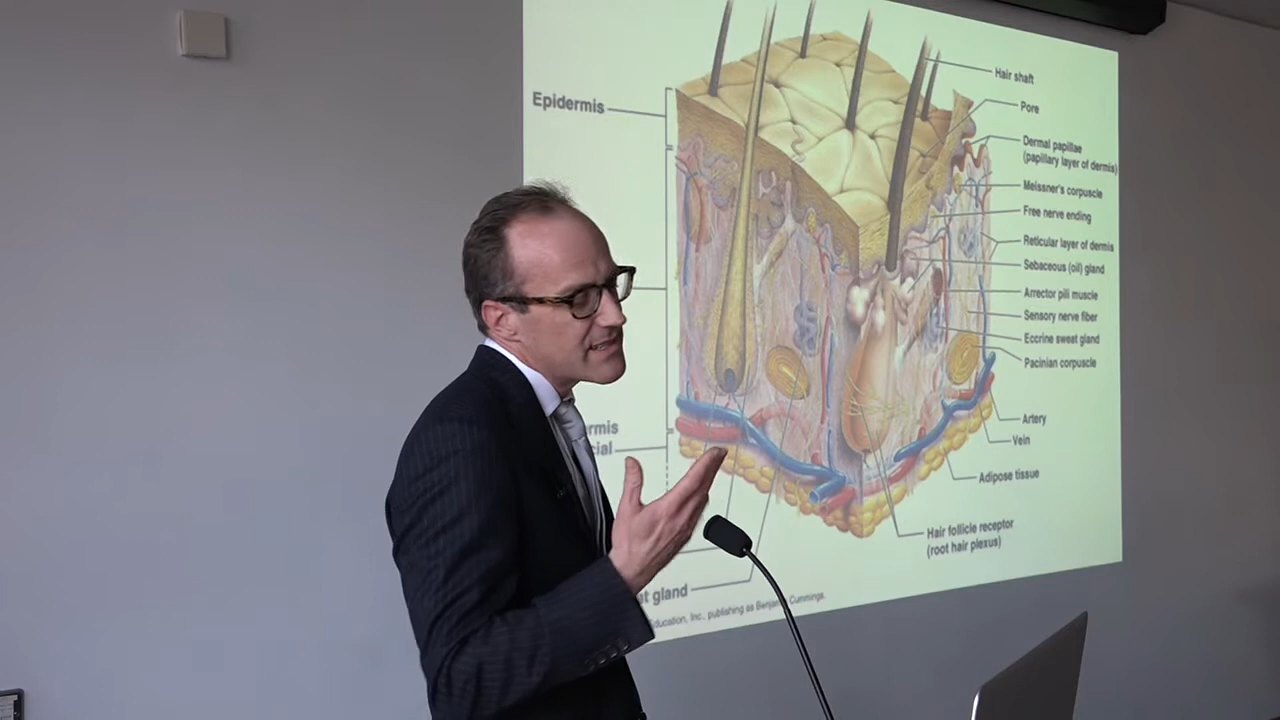 Epidermis
rmis
ial
at gland
Education, Inc., publishing as Benjamin Cummings.
Hair shaft
Pore
Dermal papillae
(papillary layer of dermis)
Meissner's corpuscle
Free nerve ending
Reticular layer of dermis
Sebaceous (oil) gland
Arrector pili muscle
Sensory nerve fiber
Eccrine sweat gland
Pacinian corpuscle
Artery
Vein
Adipose tissue
Hair follicle receptor
(root hair plexus)